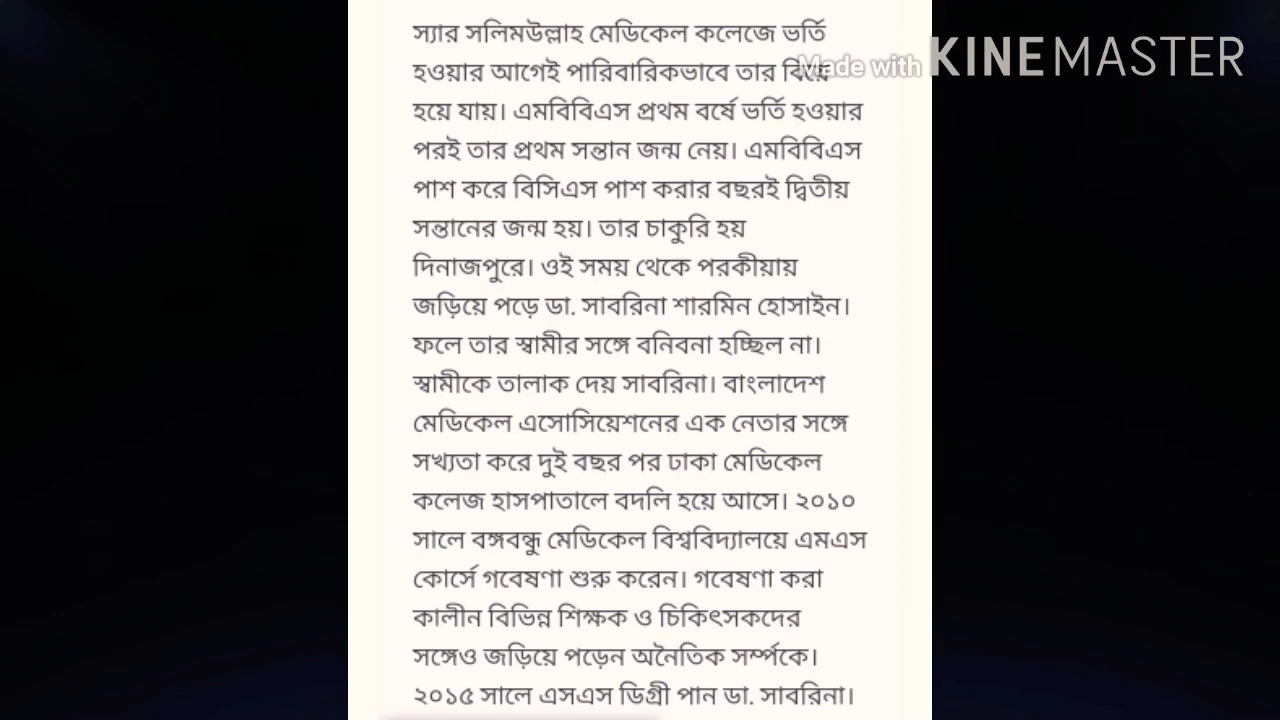 স্যার সলিমউল্লাহ মেডিকেল কলেজে ভর্তি
হওয়ার আগেই পারিবারিকভাবে তার বিয়ে
Made with KINEMASTER
হয়ে যায়। এমবিবিএস প্রথম বর্ষে ভর্তি হওয়ার
পরই তার প্রথম সন্তান জন্ম নেয়। এমবিবিএস
পাশ করে বিসিএস পাশ করার বছরই দ্বিতীয়
সন্তানের জন্ম হয়। তার চাকুরি হয়
দিনাজপুরে। ওই সময় থেকে পরকীয়ায়
জড়িয়ে পড়ে ডা. সাবরিনা শারমিন হোসাইন।
ফলে তার স্বামীর সঙ্গে বনিবনা হচ্ছিল না।
স্বামীকে তালাক দেয় সাবরিনা। বাংলাদেশ
মেডিকেল এসোসিয়েশনের এক নেতার সঙ্গে
সখ্যতা করে দুই বছর পর ঢাকা মেডিকেল
কলেজ হাসপাতালে বদলি হয়ে আসে। ২০১০
সালে বঙ্গবন্ধু মেডিকেল বিশ্ববিদ্যালয়ে এমএস
কোর্সে গবেষণা শুরু করেন। গবেষণা করা
কালীন বিভিন্ন শিক্ষক ও চিকিৎসকদের
সঙ্গেও জড়িয়ে পড়েন অনৈতিক সর্ম্পকে।
২০১৫ সালে এসএস ডিগ্রী পান ডা. সাবরিনা।